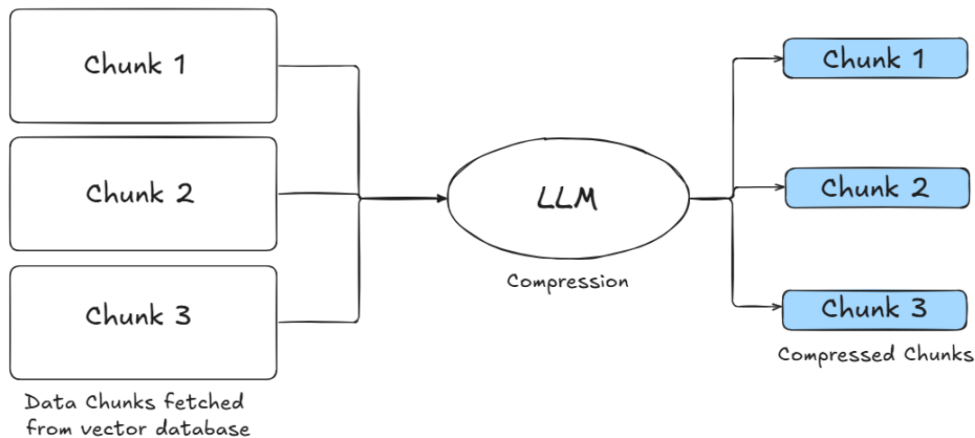 Chunk 1
Chunk 2
Chunk 3
Data Chunks fetched
from vector database
LLM
Compression
Chunk 1
Chunk 2
Chunk 3
Compressed Chunks